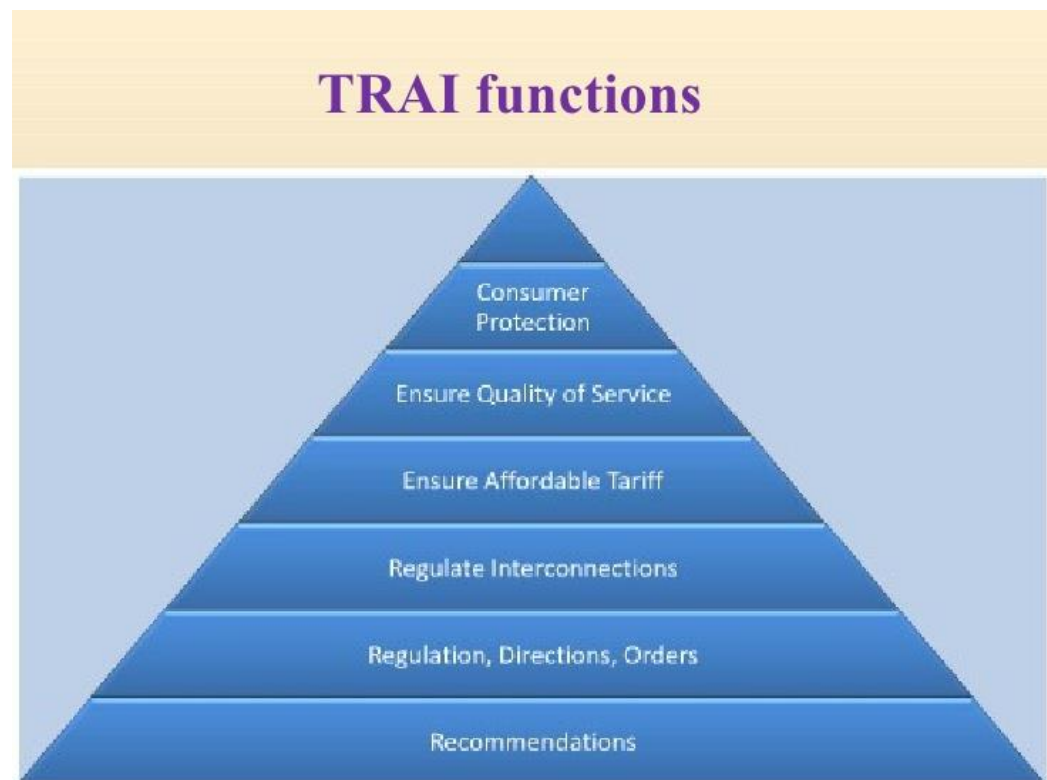 TRAI functions
Consumer
Protection
Ensure Quality of Service
Ensure Affordable Tariff
Regulate Interconnections
Regulation, Directions, Orders
Recommendations